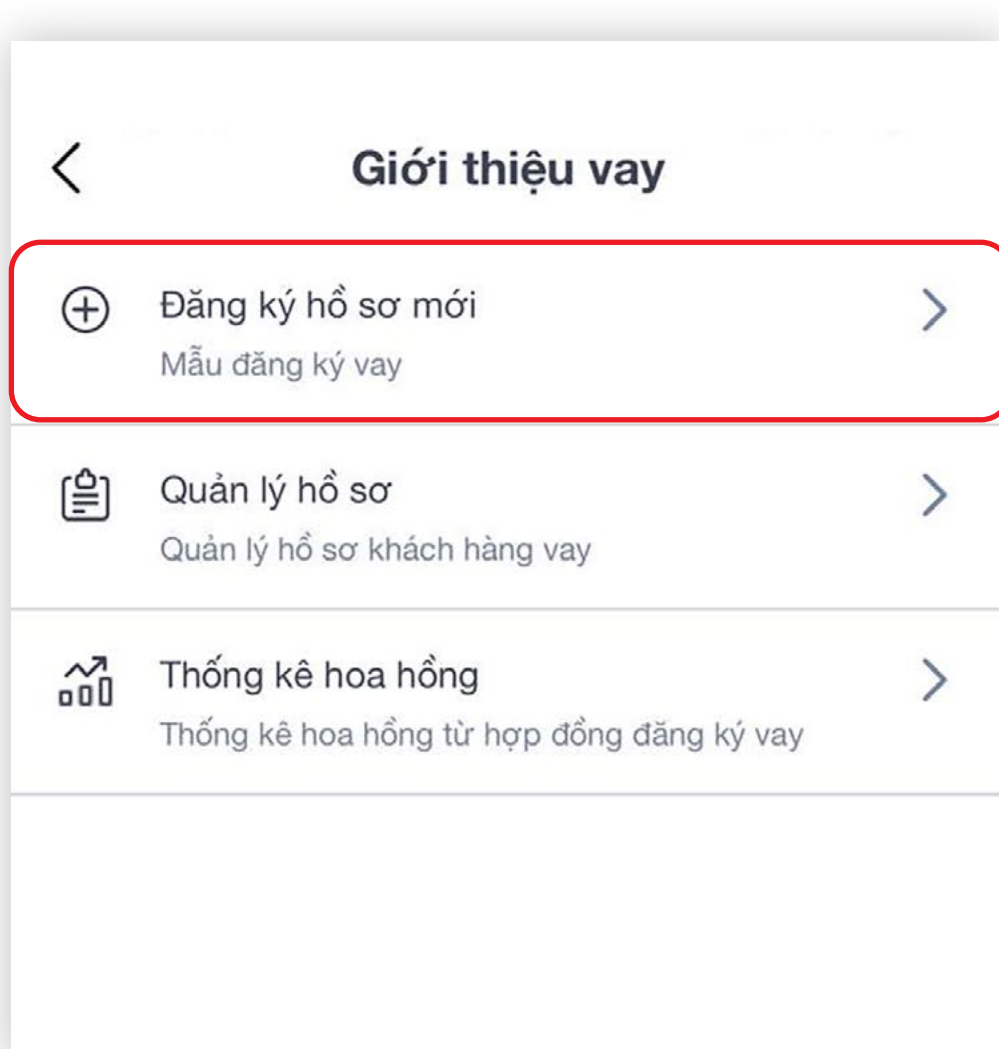 Giới thiệu vay
Đăng ký hồ sơ mới
Mẫu đăng ký vay
Quản lý hồ sơ
Quản lý hồ sơ khách hàng vay
Thống kê hoa hồng
Thống kê hoa hồng từ hợp đồng đăng ký vay